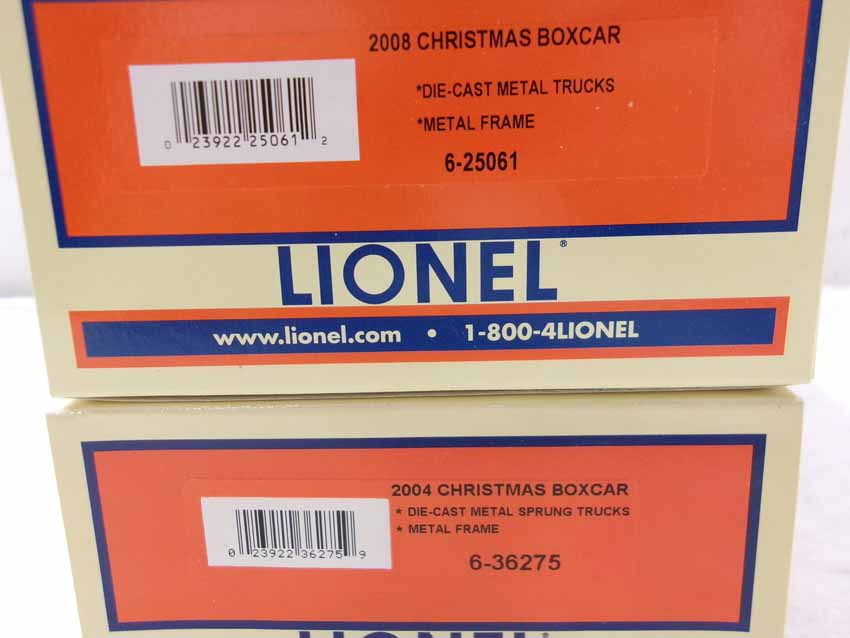 2008 CHRISTMAS BOXCAR
*DIE-CAST METAL TRUCKS
*METAL FRAME
6-25061
0 23922 25061 2
LIONEL®
www.lionel.com • 1-800-4LIONEL
2004 CHRISTMAS BOXCAR
* DIE-CAST METAL SPRUNG TRUCKS
* METAL FRAME
6-36275
0 23922 36275 9
LIONEL